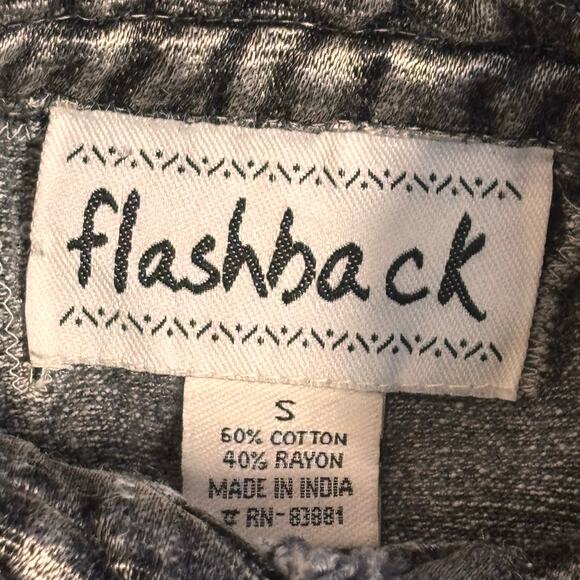 flashback
S
60% COTTON
40% RAYON
MADE IN INDIA
RN-83881